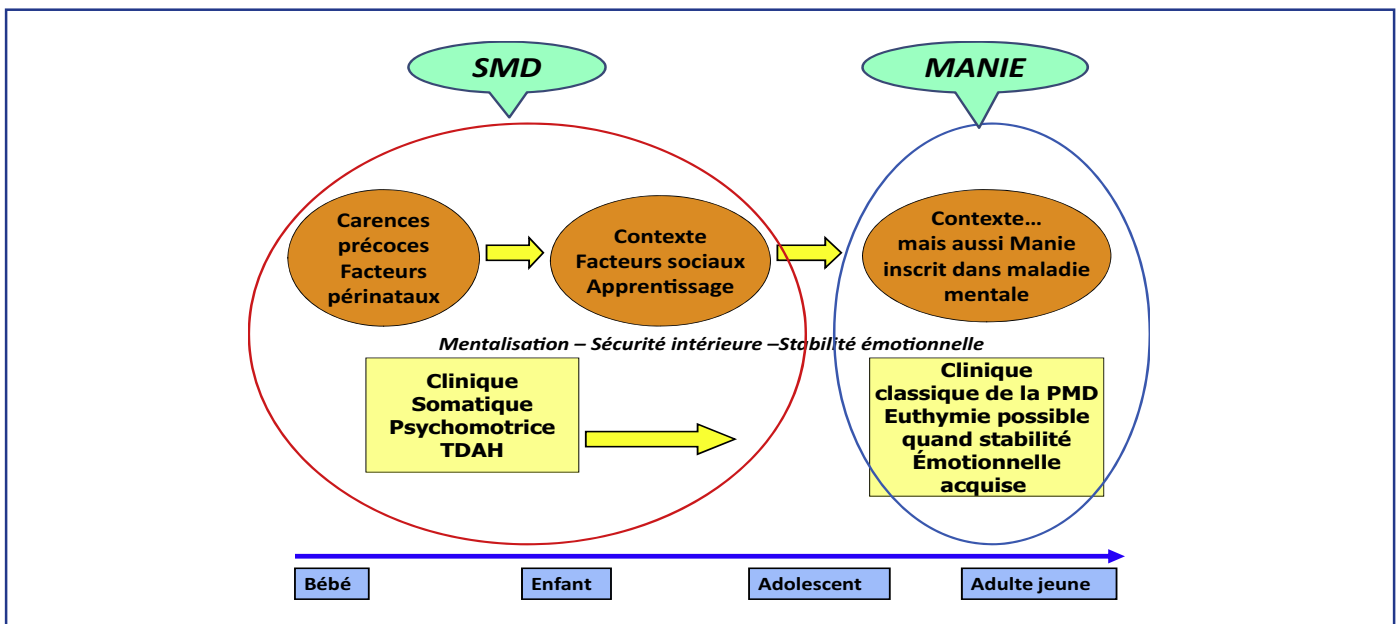 SMD
MANIE
Carences
précoces
Facteurs
périnataux
Contexte
Facteurs sociaux
Apprentissage
Contexte...
mais aussi Manie
inscrit dans maladie
mentale
Mentalisation – Sécurité intérieure –Stabilité émotionnelle
Clinique
Somatique
Psychomotrice
TDAH
Clinique
classique de la PMD
Euthymie possible
quand stabilité
Émotionnelle
acquise
Bébé
Enfant
Adolescent
Adulte jeune